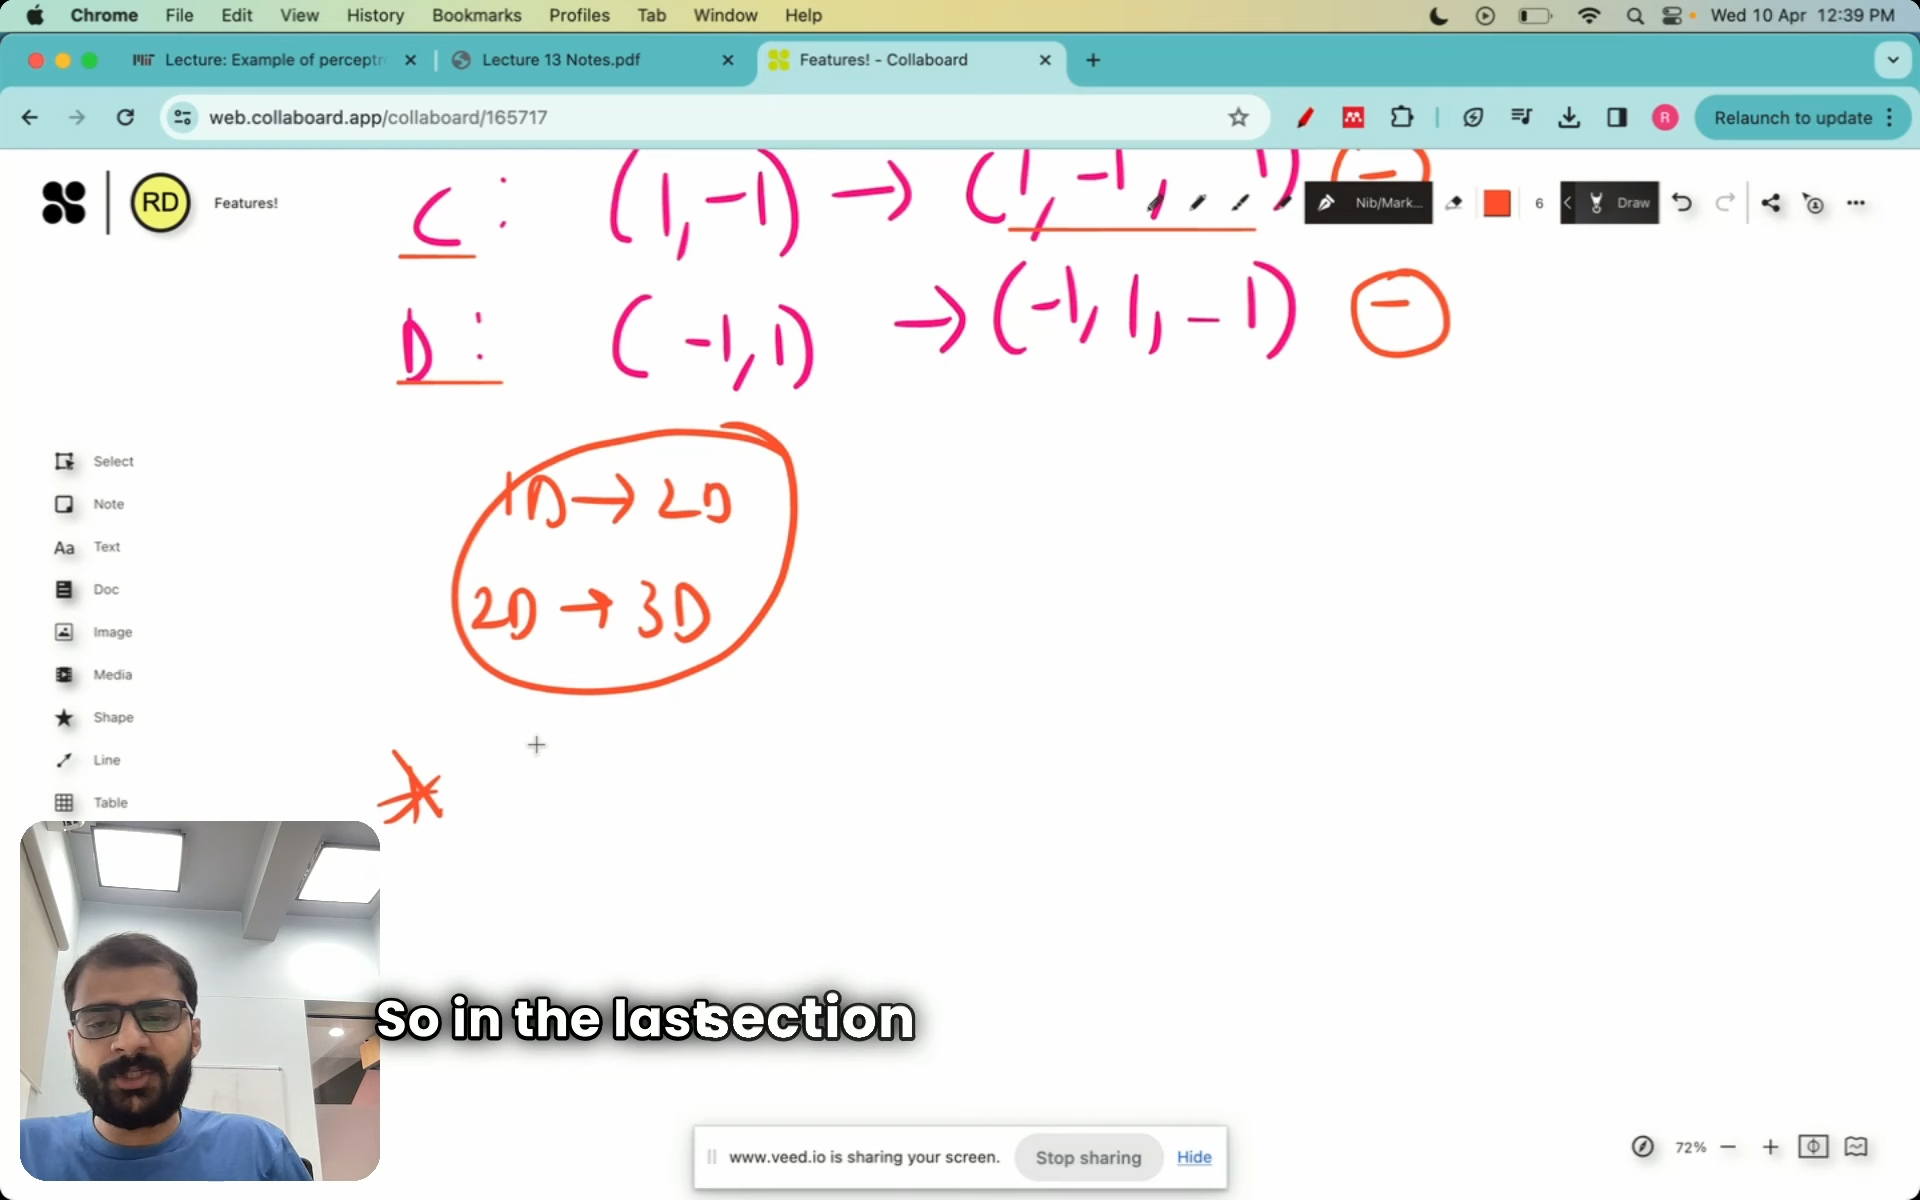 Chrome File Edit View History Bookmarks Profiles Tab Window Help Wed 10 Apr 12:39 PM
Lecture: Example of perceptr Lecture 13 Notes.pdf Features! - Collaboard
web.collaboard.app/collaboard/165717 R Relaunch to update
RD Features! Nib/Mark... 6 Draw
C: (1,-1) → (1,-1, 1) -
D: (-1,1) → (-1,1,-1) -
1D → 2D
2D → 3D
Select
Note
Aa Text
Doc
Image
Media
Shape
Line
Table
So in the last section
www.veed.io is sharing your screen. Stop sharing Hide
72%